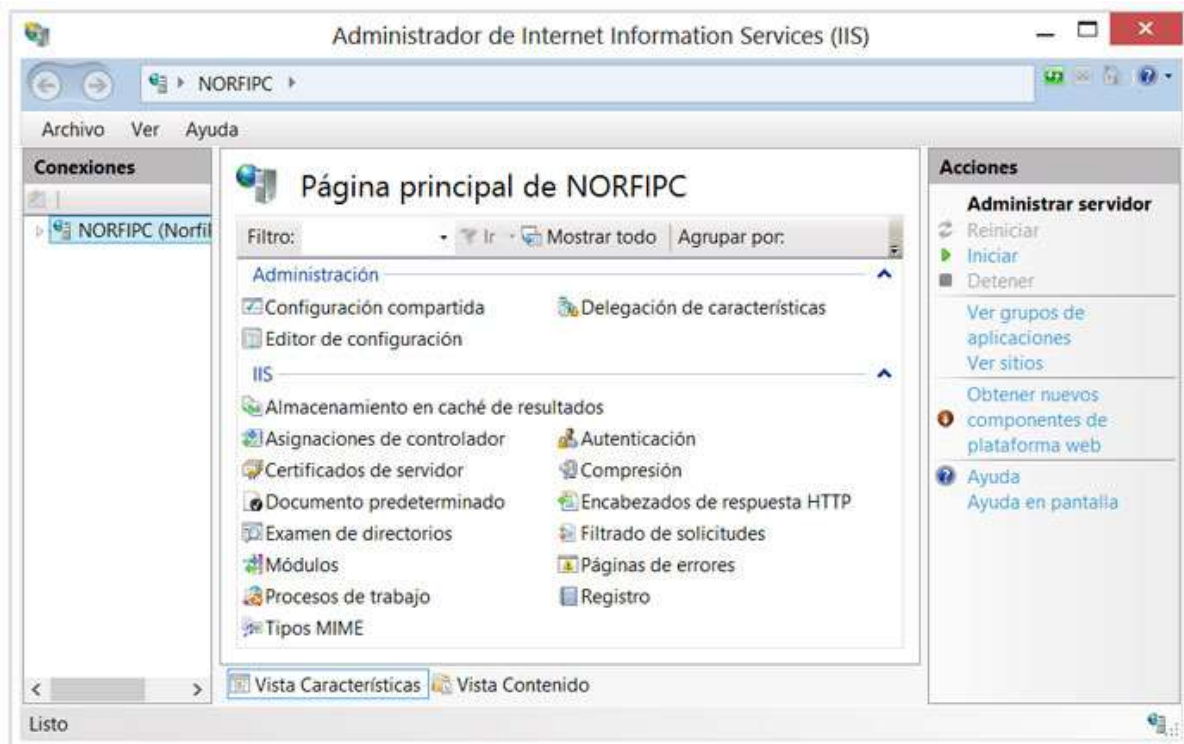 Administrador de Internet Information Services (IIS)
NORFIPC
Archivo Ver Ayuda
Conexiones
NORFIPC (Norfil
Página principal de NORFIPC
Filtro: Ir Mostrar todo Agrupar por:
Administración
Configuración compartida Delegación de características
Editor de configuración
IIS
Almacenamiento en caché de resultados
Asignaciones de controlador Autenticación
Certificados de servidor Compresión
Documento predeterminado Encabezados de respuesta HTTP
Examen de directorios Filtrado de solicitudes
Módulos Páginas de errores
Procesos de trabajo Registro
Tipos MIME
Vista Características Vista Contenido
Acciones
Administrar servidor
Reiniciar
Iniciar
Detener
Ver grupos de
aplicaciones
Ver sitios
Obtener nuevos
componentes de
plataforma web
Ayuda
Ayuda en pantalla
Listo